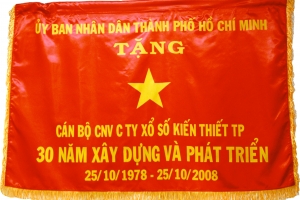 ỦY BAN NHÂN DÂN THÀNH PHỐ HỒ CHÍ MINH
TẶNG
CÁN BỘ CNV C TY XỔ SỐ KIẾN THIẾT TP
30 NĂM XÂY DỰNG VÀ PHÁT TRIỂN
25/10/1978 - 25/10/2008